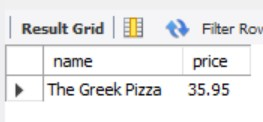 Result Grid Filter Row
name price
The Greek Pizza 35.95